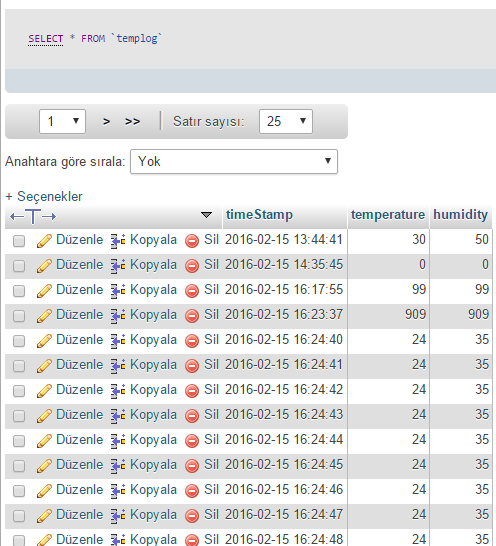 SELECT * FROM `templog`
1 > >> Satır sayısı: 25
Anahtara göre sırala: Yok
+ Seçenekler
timeStamp temperature humidity
Düzenle Kopyala Sil 2016-02-15 13:44:41 30 50
Düzenle Kopyala Sil 2016-02-15 14:35:45 0 0
Düzenle Kopyala Sil 2016-02-15 16:17:55 99 99
Düzenle Kopyala Sil 2016-02-15 16:23:37 909 909
Düzenle Kopyala Sil 2016-02-15 16:24:40 24 35
Düzenle Kopyala Sil 2016-02-15 16:24:41 24 35
Düzenle Kopyala Sil 2016-02-15 16:24:42 24 35
Düzenle Kopyala Sil 2016-02-15 16:24:43 24 35
Düzenle Kopyala Sil 2016-02-15 16:24:44 24 35
Düzenle Kopyala Sil 2016-02-15 16:24:45 24 35
Düzenle Kopyala Sil 2016-02-15 16:24:46 24 35
Düzenle Kopyala Sil 2016-02-15 16:24:47 24 35
Düzenle Kopyala Sil 2016-02-15 16:24:48 24 35